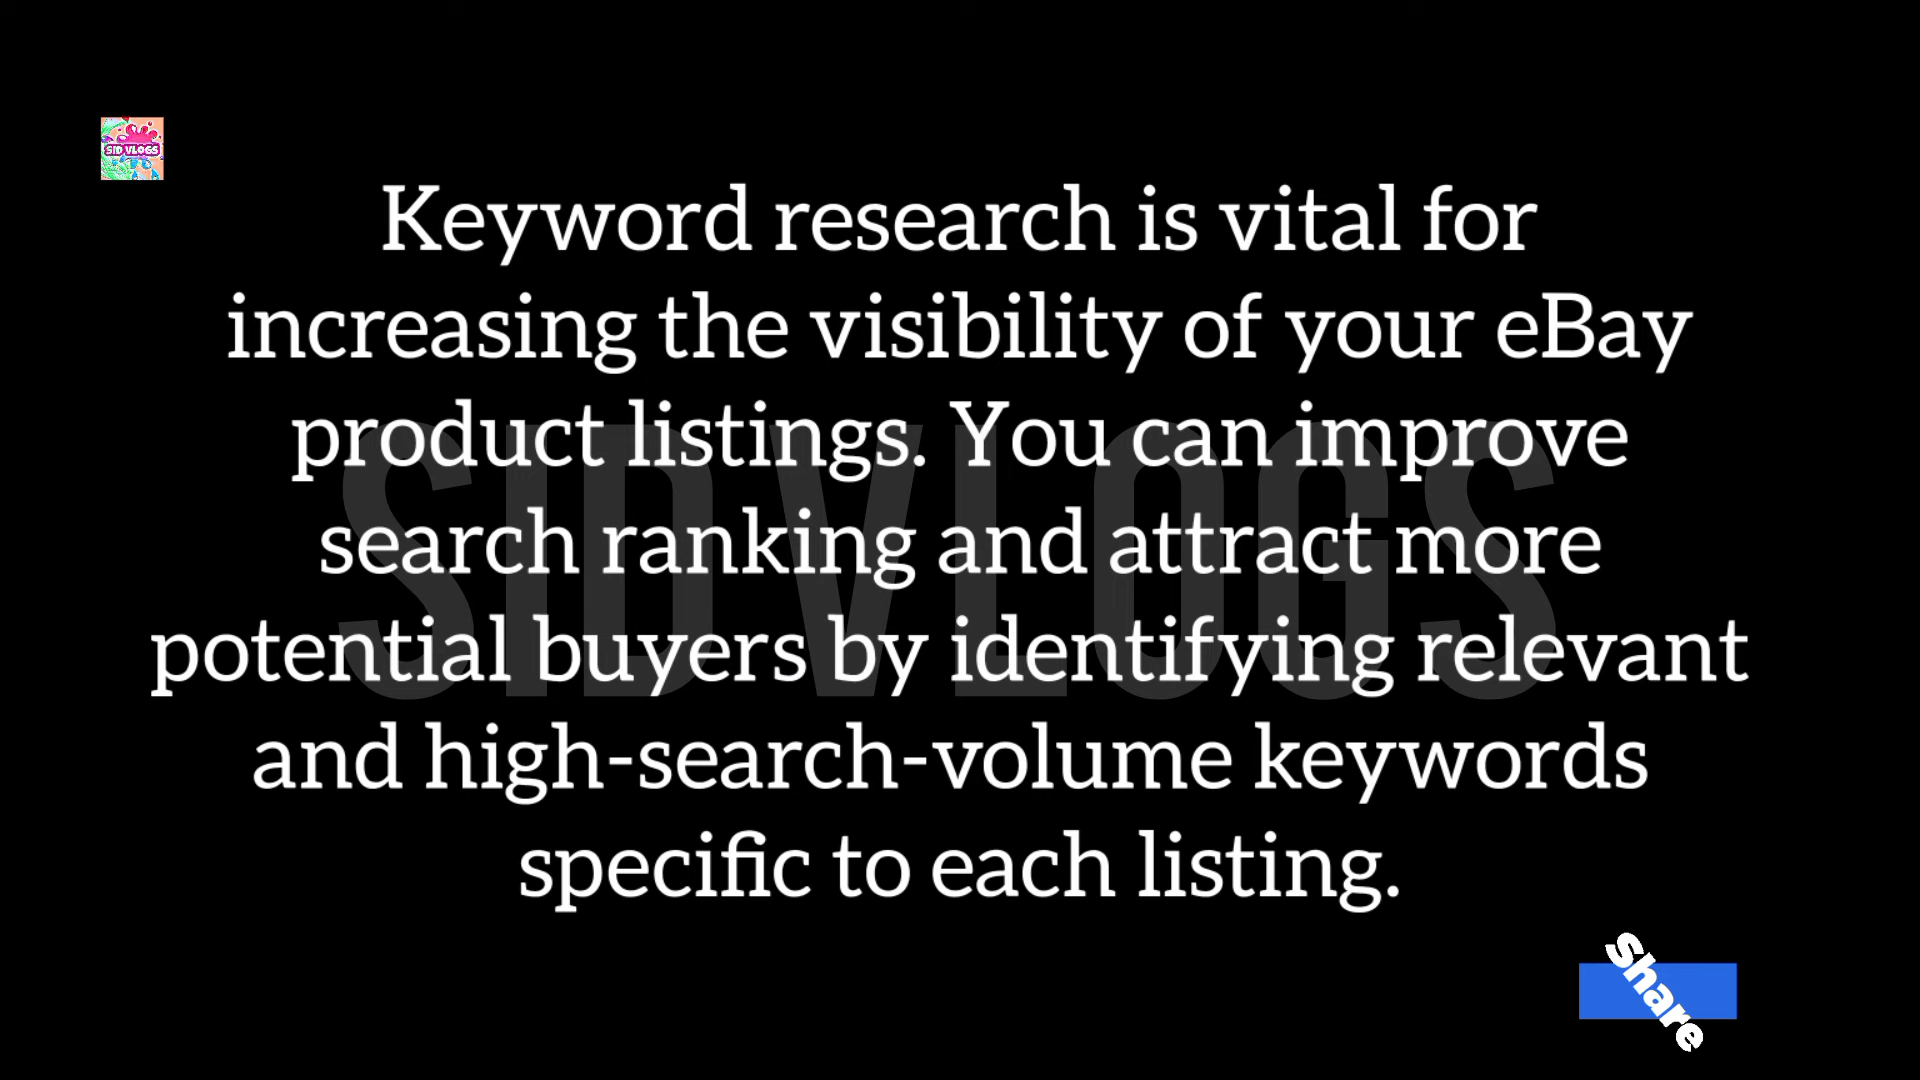 SID VLOGS
Keyword research is vital for
increasing the visibility of your eBay
product listings. You can improve
search ranking and attract more
potential buyers by identifying relevant
and high-search-volume keywords
specific to each listing.
SID VLOGS
Share